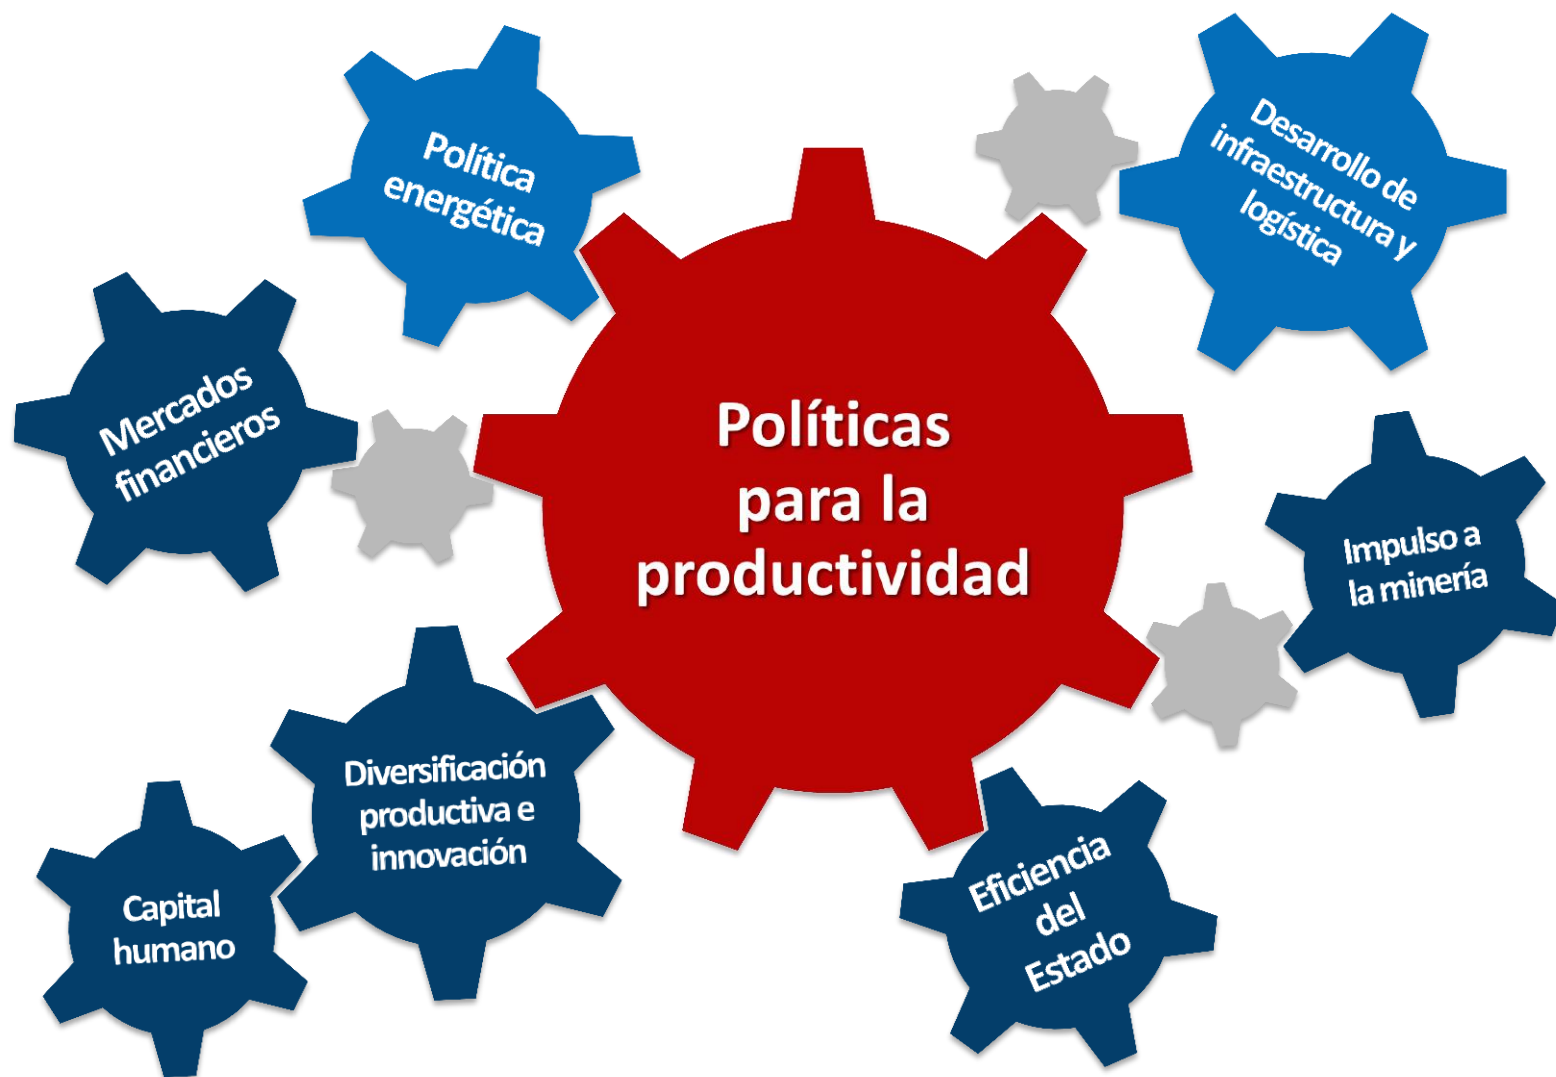 Política
energética
Desarrollo de
infraestructura y
logística
Mercados
financieros
Políticas
para la
productividad
Impulso a
la minería
Diversificación
productiva e
innovación
Capital
humano
Eficiencia
del
Estado